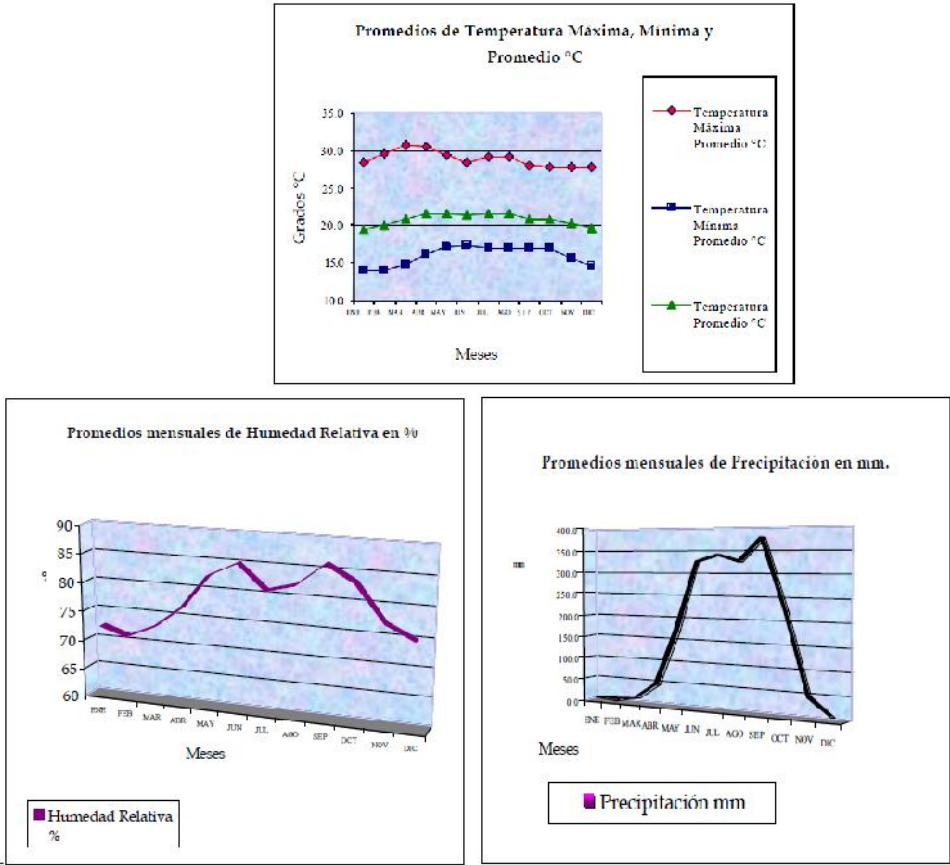 Promedios de Temperatura Máxima, Mínima y
Promedio °C
35.0
30.0
25.0
20.0
15.0
10.0
Grados °C
ENE FEB MAR ABR MAY JUN JUL AGO SEP OCT NOV DIC
Meses
Temperatura
Máxima
Promedio °C
Temperatura
Mínima
Promedio °C
Temperatura
Promedio °C
Promedios mensuales de Humedad Relativa en %
90
85
80
75
70
65
60
ENE FEB MAR ABR MAY JUN JUL AGO SEP OCT NOV DIC
Meses
Humedad Relativa
%
Promedios mensuales de Precipitación en mm.
mm
400.0
350.0
300.0
250.0
200.0
150.0
100.0
50.0
0.0
ENE FEB MAR ABR MAY JUN JUL AGO SEP OCT NOV DIC
Meses
Precipitación mm